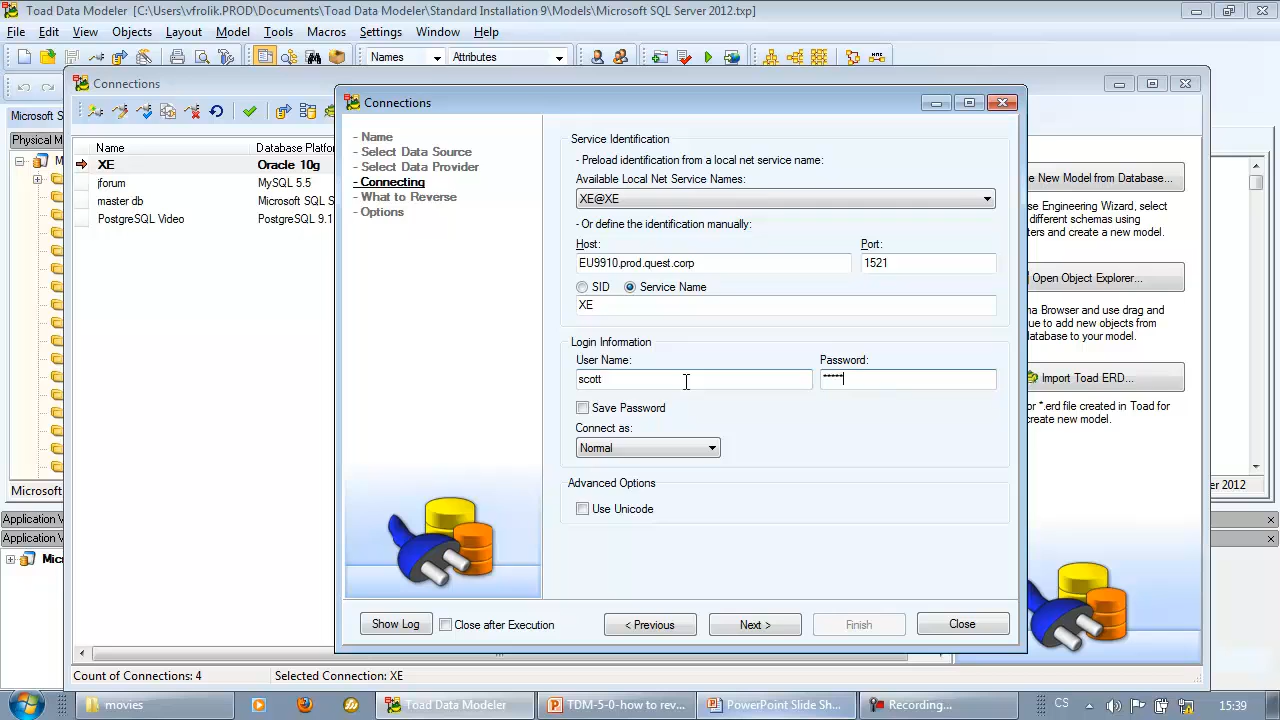 Toad Data Modeler [C:\Users\vfrolik.PROD\Documents\Toad Data Modeler\Standard Installation 9\Models\Microsoft SQL Server 2012.txp]
File Edit View Objects Layout Model Tools Macros Settings Window Help
Names Attributes
Connections
Connections
Microsoft S
Physical M
M
Name Database Platfo
XE Oracle 10g
jforum MySQL 5.5
master db Microsoft SQL S
PostgreSQL Video PostgreSQL 9.1
- Name
- Select Data Source
- Select Data Provider
- Connecting
- What to Reverse
- Options
Service Identification
- Preload identification from a local net service name:
Available Local Net Service Names:
XE@XE
- Or define the identification manually:
Host: Port:
EU9910.prod.quest.corp 1521
SID Service Name
XE
Login Information
User Name: Password:
scott *****
Save Password
Connect as:
Normal
Advanced Options
Use Unicode
e New Model from Database...
se Engineering Wizard, select
different schemas using
ters and create a new model.
Open Object Explorer...
ma Browser and use drag and
ue to add new objects from
database to your model.
Import Toad ERD...
or *.erd file created in Toad for
create new model.
Microsoft
er 2012
Application V
Application V
Micr
Show Log Close after Execution < Previous Next > Finish Close
Count of Connections: 4 Selected Connection: XE
movies Toad Data Modeler TDM-5-0-how to rev... PowerPoint Slide Sh... Recording... CS 15:39